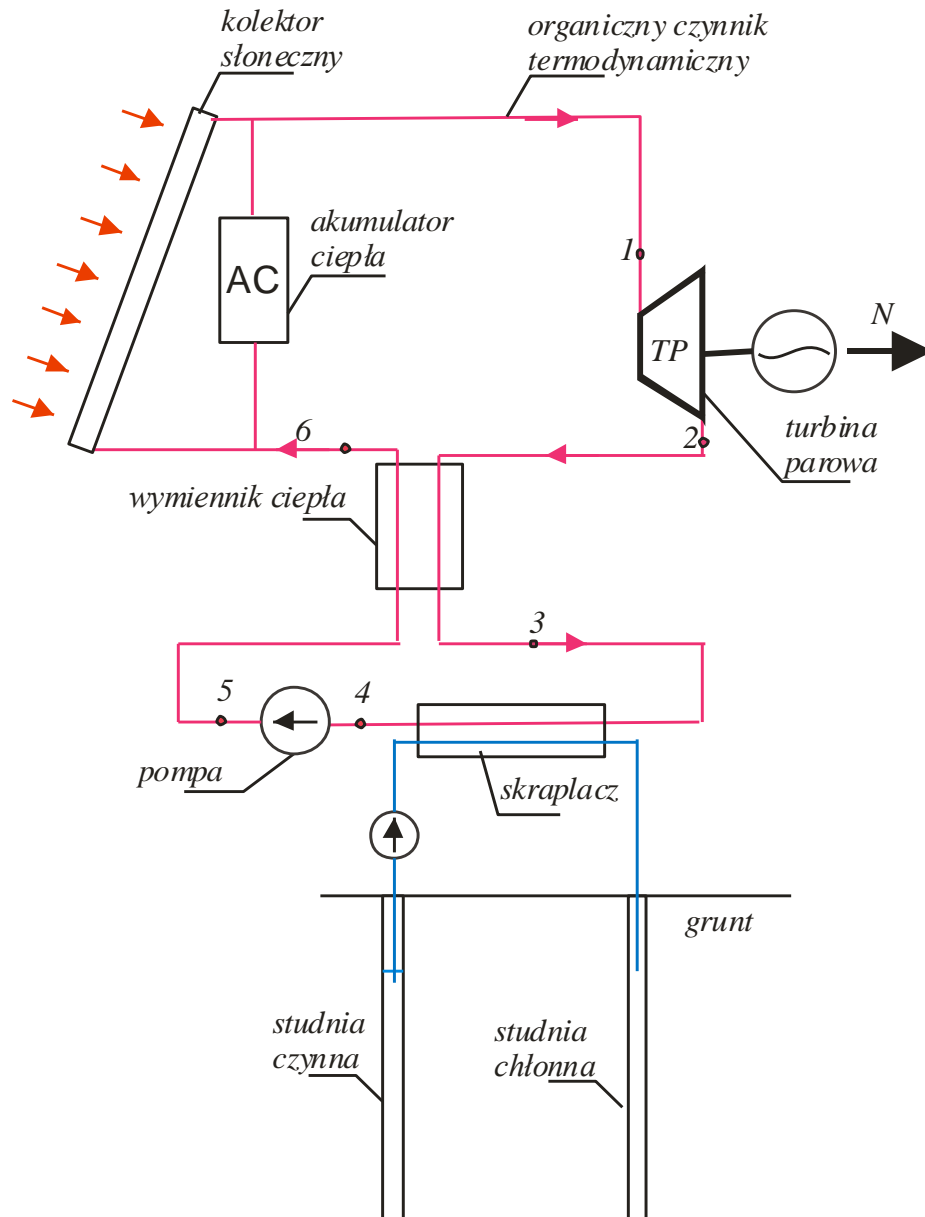 kolektor
słoneczny
organiczny czynnik
termodynamiczny
akumulator
ciepła
AC
1
TP
N
2
turbina
parowa
6
wymiennik ciepła
3
5
4
pompa
skraplacz
grunt
studnia
czynna
studnia
chłonna